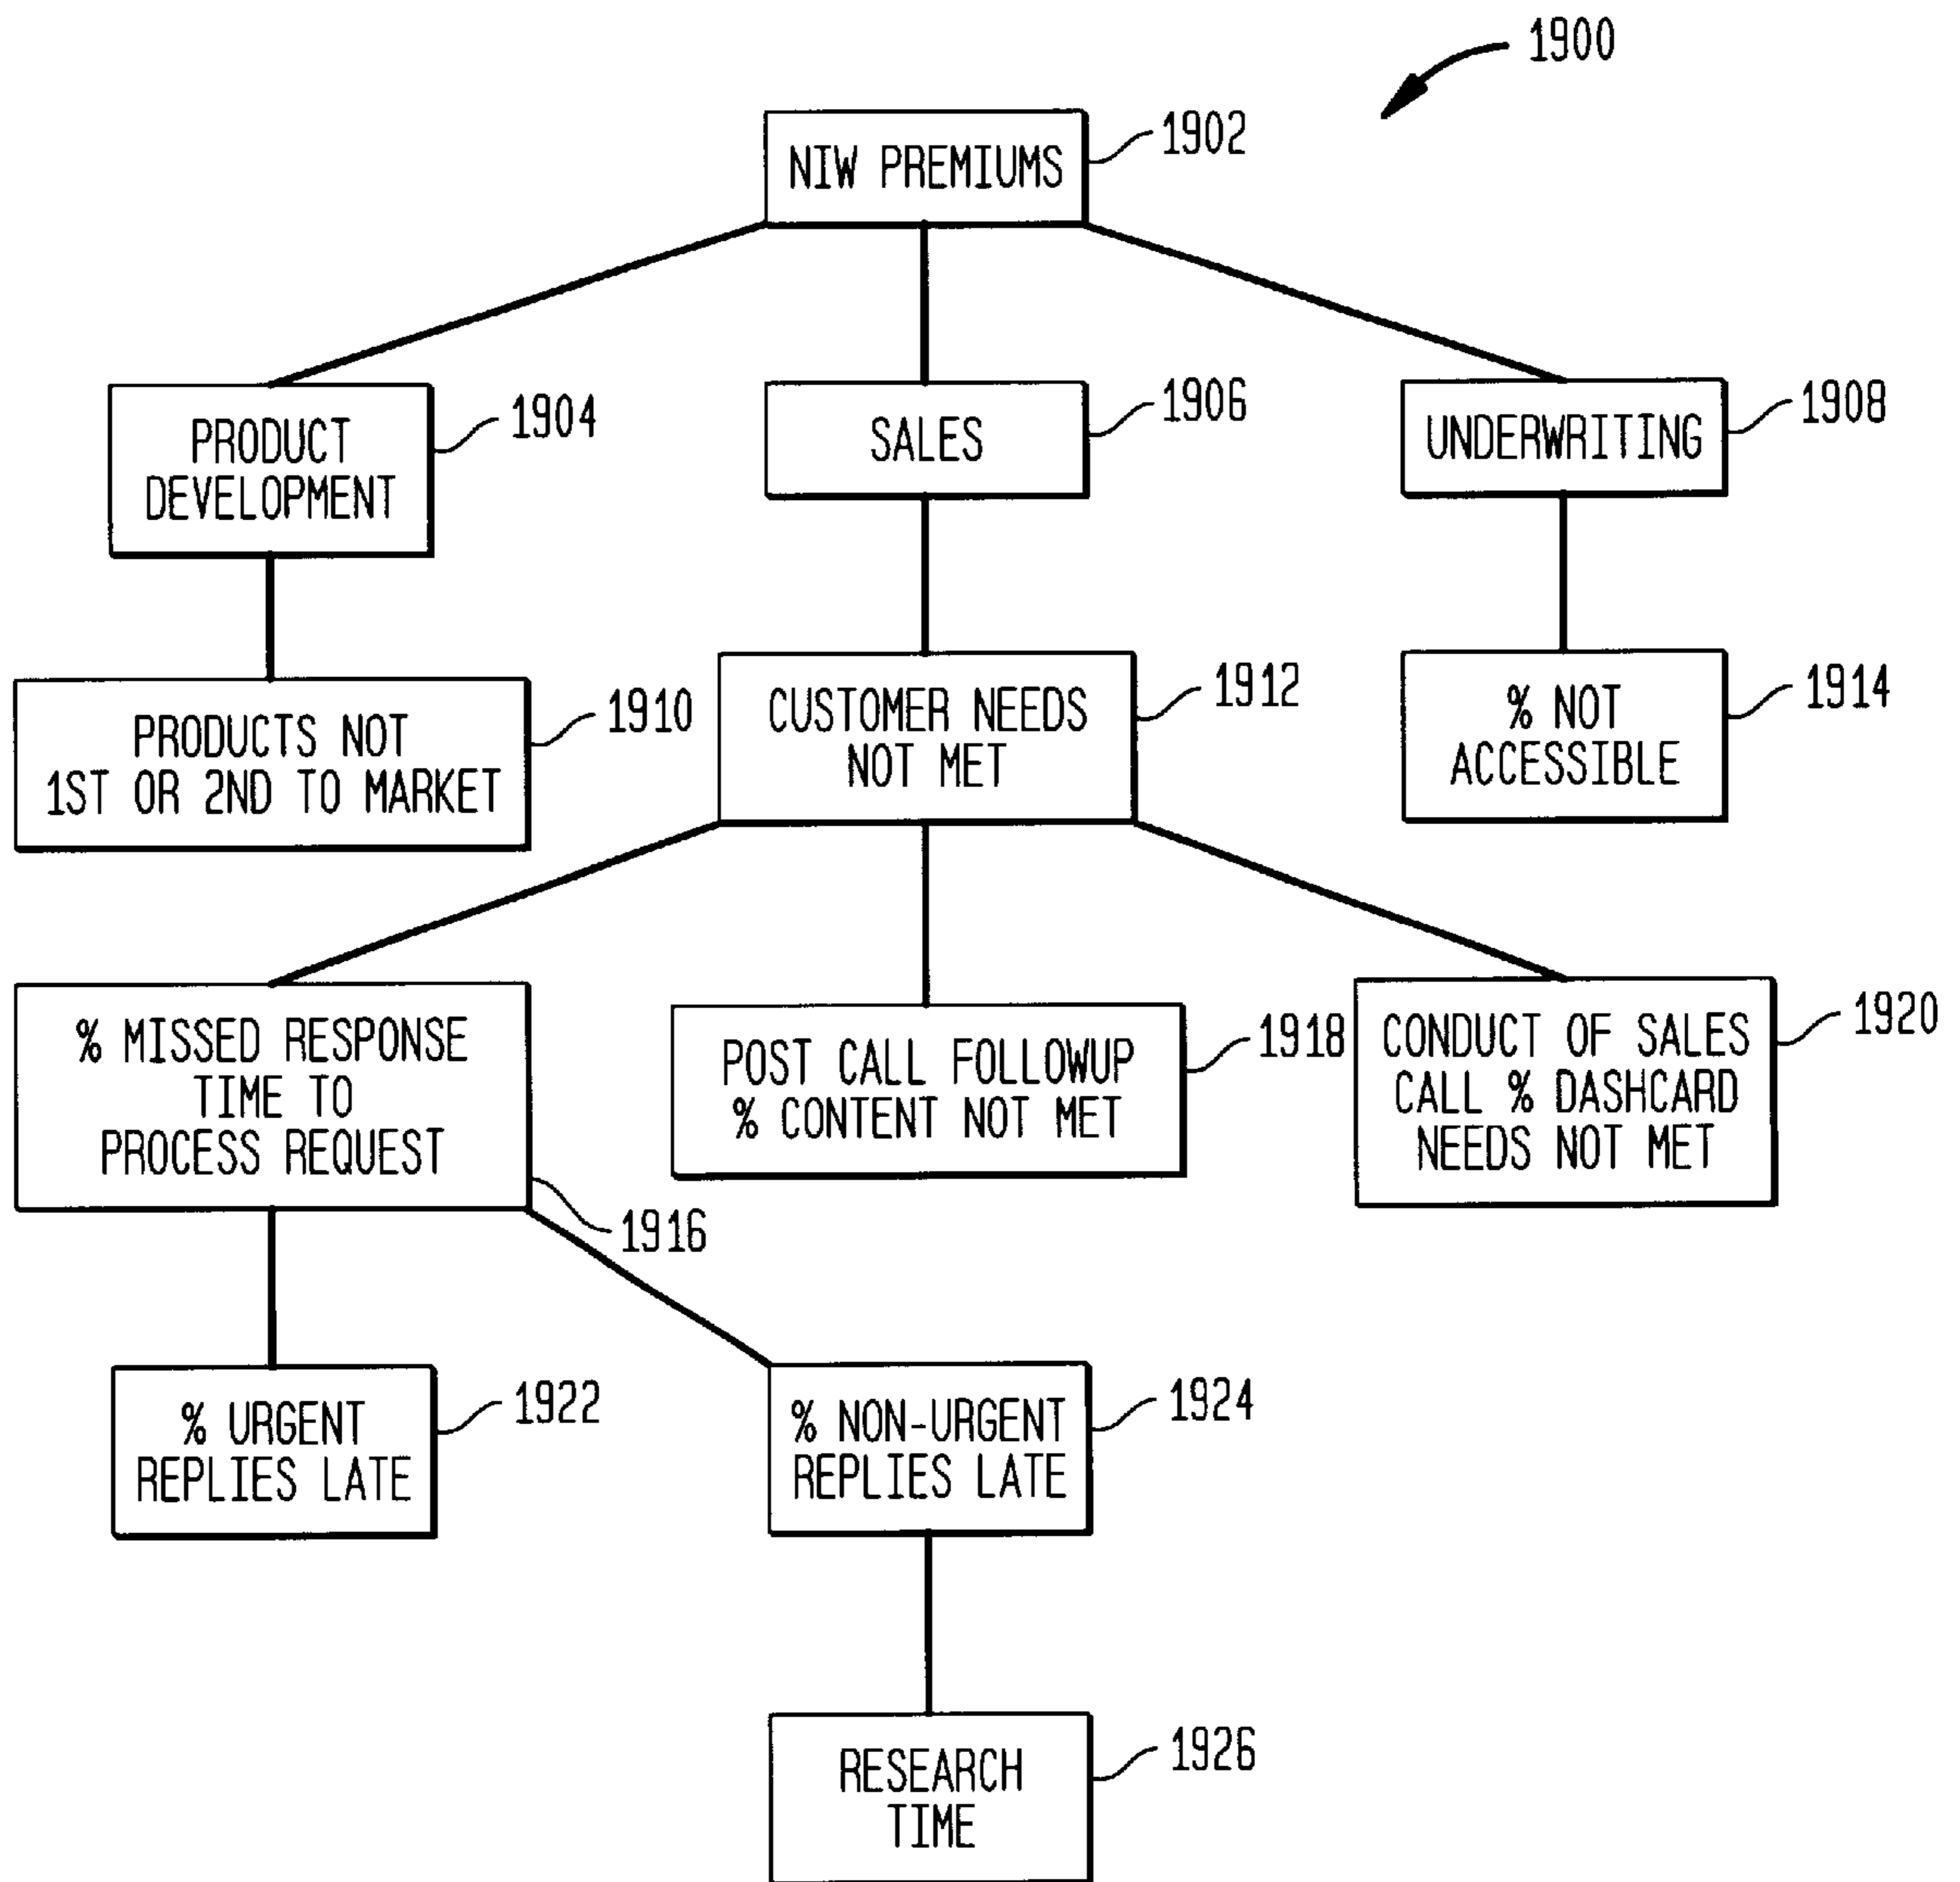 1900
NIW PREMIUMS
1902
PRODUCT
DEVELOPMENT
1904
SALES
1906
UNDERWRITING
1908
PRODUCTS NOT
1ST OR 2ND TO MARKET
1910
CUSTOMER NEEDS
NOT MET
1912
% NOT
ACCESSIBLE
1914
% MISSED RESPONSE
TIME TO
PROCESS REQUEST
1916
POST CALL FOLLOWUP
% CONTENT NOT MET
1918
CONDUCT OF SALES
CALL % DASHCARD
NEEDS NOT MET
1920
% URGENT
REPLIES LATE
1922
% NON-URGENT
REPLIES LATE
1924
RESEARCH
TIME
1926